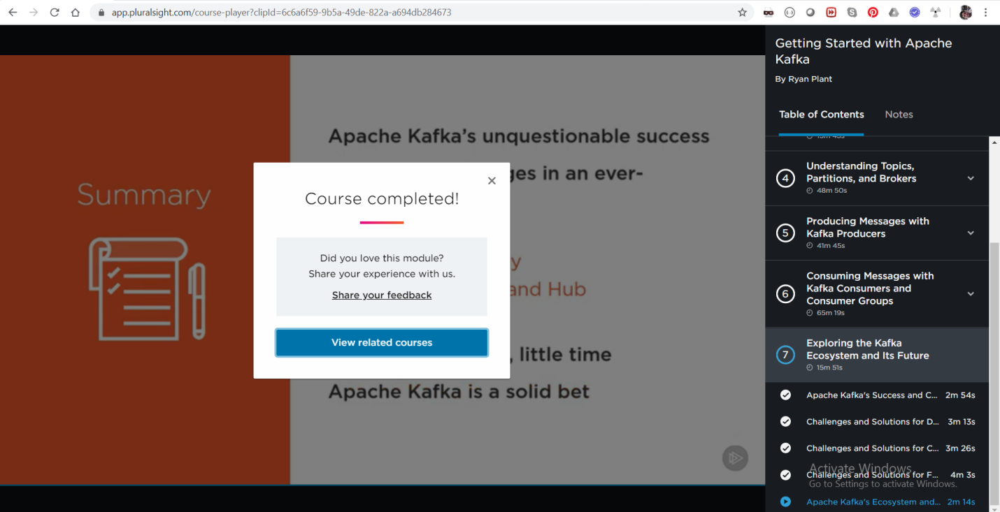 app.pluralsight.com/course-player?clipId=6c6a6f59-9b5a-49de-822a-a694db284673
Summary
Apache Kafka's unquestionable success
ges in an ever-
y
and Hub
, little time
Apache Kafka is a solid bet
Course completed!
Did you love this module?
Share your experience with us.
Share your feedback
View related courses
Getting Started with Apache
Kafka
By Ryan Plant
Table of Contents
Notes
4
Understanding Topics,
Partitions, and Brokers
48m 50s
5
Producing Messages with
Kafka Producers
41m 45s
6
Consuming Messages with
Kafka Consumers and
Consumer Groups
65m 19s
7
Exploring the Kafka
Ecosystem and Its Future
15m 51s
Apache Kafka's Success and C... 2m 54s
Challenges and Solutions for D... 3m 13s
Challenges and Solutions for C... 3m 26s
Challenges and Solutions for F... 4m 3s
Apache Kafka's Ecosystem and... 2m 14s
Activate Windows
Go to Settings to activate Windows.